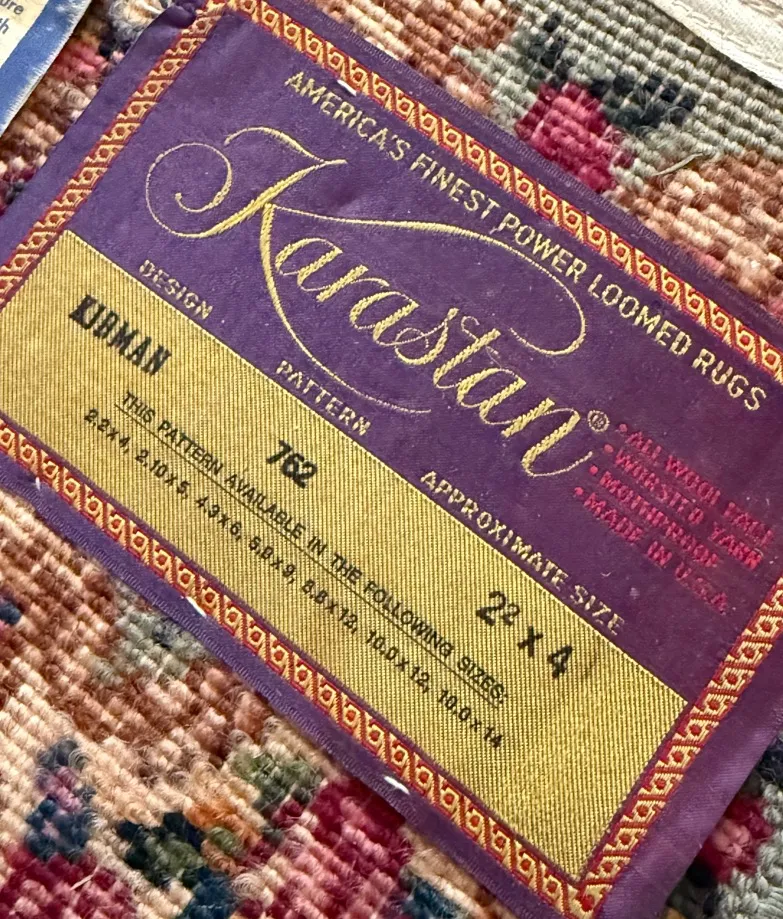 ure
th
AMERICA'S FINEST POWER LOOMED RUGS
Karastan®
• ALL WOOL
• WORSTED YARN
• MOTHPROOF
• MADE IN U.S.A.
DESIGN PATTERN APPROXIMATE SIZE
KIRMAN 762 2² x 4
THIS PATTERN AVAILABLE IN THE FOLLOWING SIZES:
2.2 x 4, 2.10 x 5, 4.3 x 6, 5.9 x 9, 8.8 x 12, 10.0 x 12, 10.0 x 14